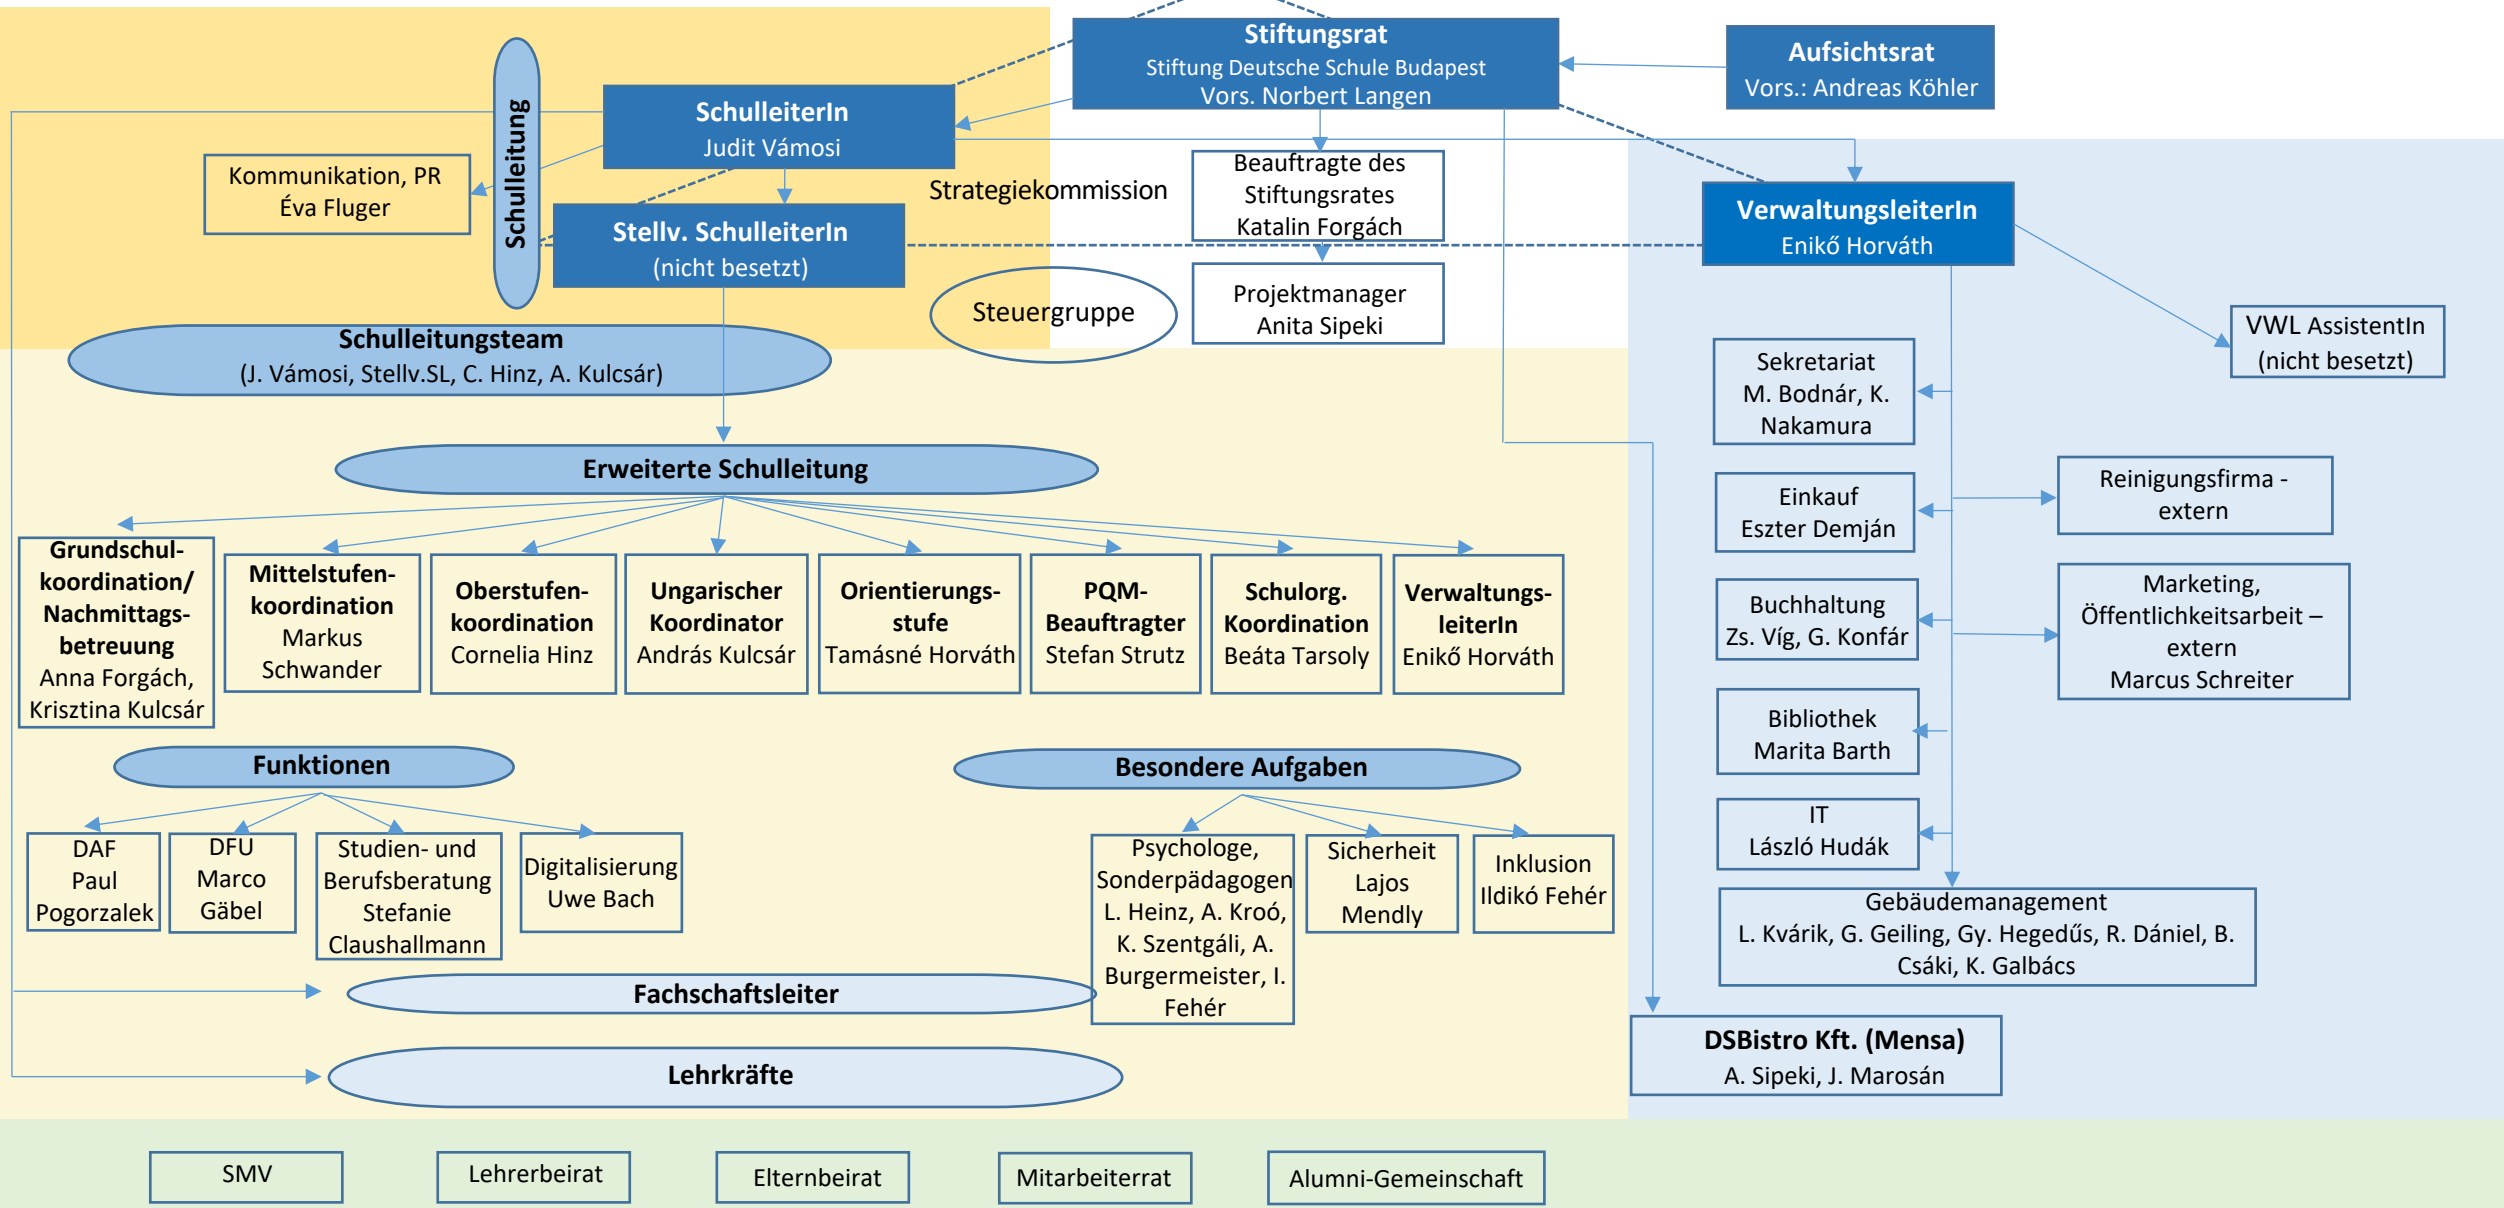 Stiftungsrat
Stiftung Deutsche Schule Budapest
Vors. Norbert Langen
Aufsichtsrat
Vors.: Andreas Köhler
Schulleitung
SchulleiterIn
Judit Vámosi
Kommunikation, PR
Éva Fluger
Strategiekommission
Beauftragte des
Stiftungsrates
Katalin Forgách
VerwaltungsleiterIn
Enikő Horváth
Stellv. SchulleiterIn
(nicht besetzt)
Steuergruppe
Projektmanager
Anita Sipeki
VWL AssistentIn
(nicht besetzt)
Schulleitungsteam
(J. Vámosi, Stellv.SL, C. Hinz, A. Kulcsár)
Sekretariat
M. Bodnár, K.
Nakamura
Erweiterte Schulleitung
Einkauf
Eszter Demján
Reinigungsfirma -
extern
Grundschul-
koordination/
Nachmittags-
betreuung
Anna Forgách,
Krisztina Kulcsár
Mittelstufen-
koordination
Markus
Schwander
Oberstufen-
koordination
Cornelia Hinz
Ungarischer
Koordinator
András Kulcsár
Orientierungs-
stufe
Tamásné Horváth
PQM-
Beauftragter
Stefan Strutz
Schulorg.
Koordination
Beáta Tarsoly
Verwaltungs-
leiterIn
Enikő Horváth
Buchhaltung
Zs. Víg, G. Konfár
Marketing,
Öffentlichkeitsarbeit –
extern
Marcus Schreiter
Bibliothek
Marita Barth
Funktionen
Besondere Aufgaben
IT
László Hudák
DAF
Paul
Pogorzalek
DFU
Marco
Gäbel
Studien- und
Berufsberatung
Stefanie
Claushallmann
Digitalisierung
Uwe Bach
Psychologe,
Sonderpädagogen
L. Heinz, A. Kroó,
K. Szentgáli, A.
Burgermeister, I.
Fehér
Sicherheit
Lajos
Mendly
Inklusion
Ildikó Fehér
Gebäudemanagement
L. Kvárik, G. Geiling, Gy. Hegedűs, R. Dániel, B.
Csáki, K. Galbács
Fachschaftsleiter
DSBistro Kft. (Mensa)
A. Sipeki, J. Marosán
Lehrkräfte
SMV
Lehrerbeirat
Elternbeirat
Mitarbeiterrat
Alumni-Gemeinschaft